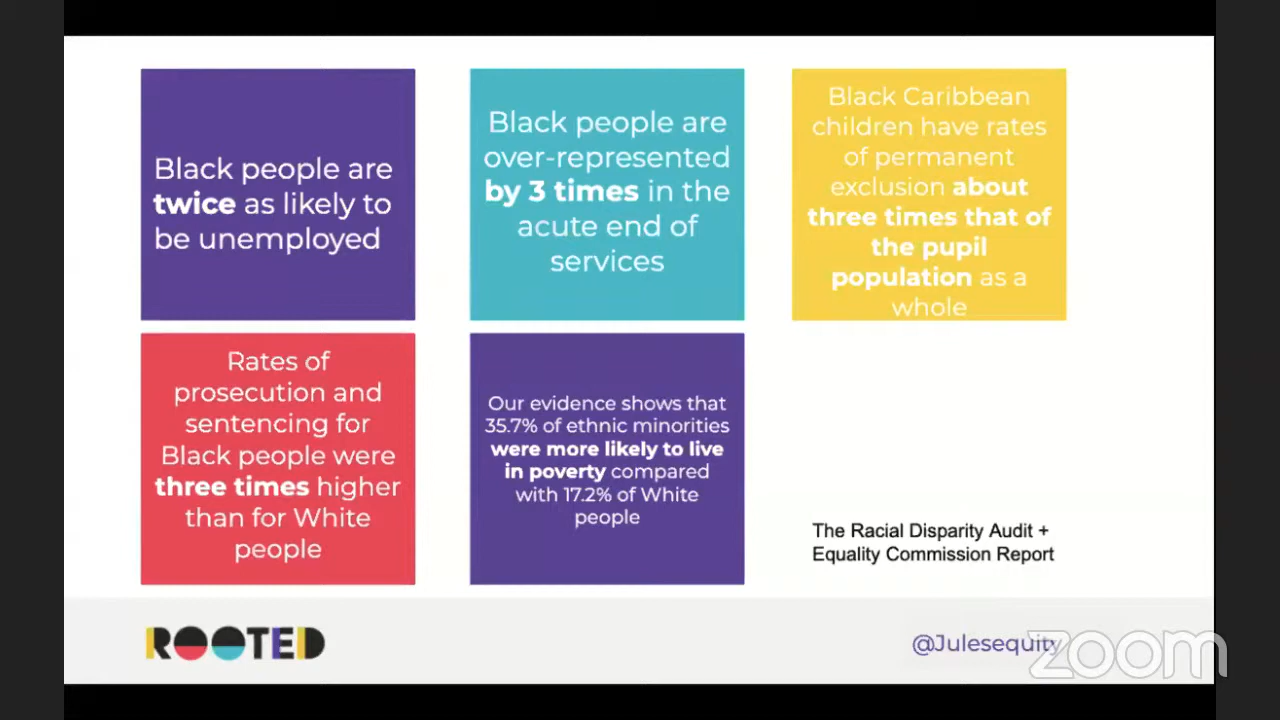 Black people are
twice as likely to
be unemployed
Black people are
over-represented
by 3 times in the
acute end of
services
Black Caribbean
children have rates
of permanent
exclusion about
three times that of
the pupil
population as a
whole
Rates of
prosecution and
sentencing for
Black people were
three times higher
than for White
people
Our evidence shows that
35.7% of ethnic minorities
were more likely to live
in poverty compared
with 17.2% of White
people
The Racial Disparity Audit +
Equality Commission Report
ROOTED
@Julesequity
zoom